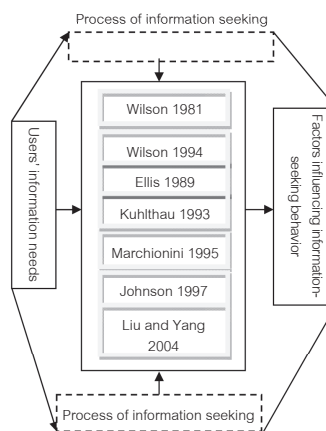 Process of information seeking
Users' information needs
Wilson 1981
Wilson 1994
Ellis 1989
Kuhlthau 1993
Marchionini 1995
Johnson 1997
Liu and Yang
2004
Factors influencing information-
seeking behavior
Process of information seeking